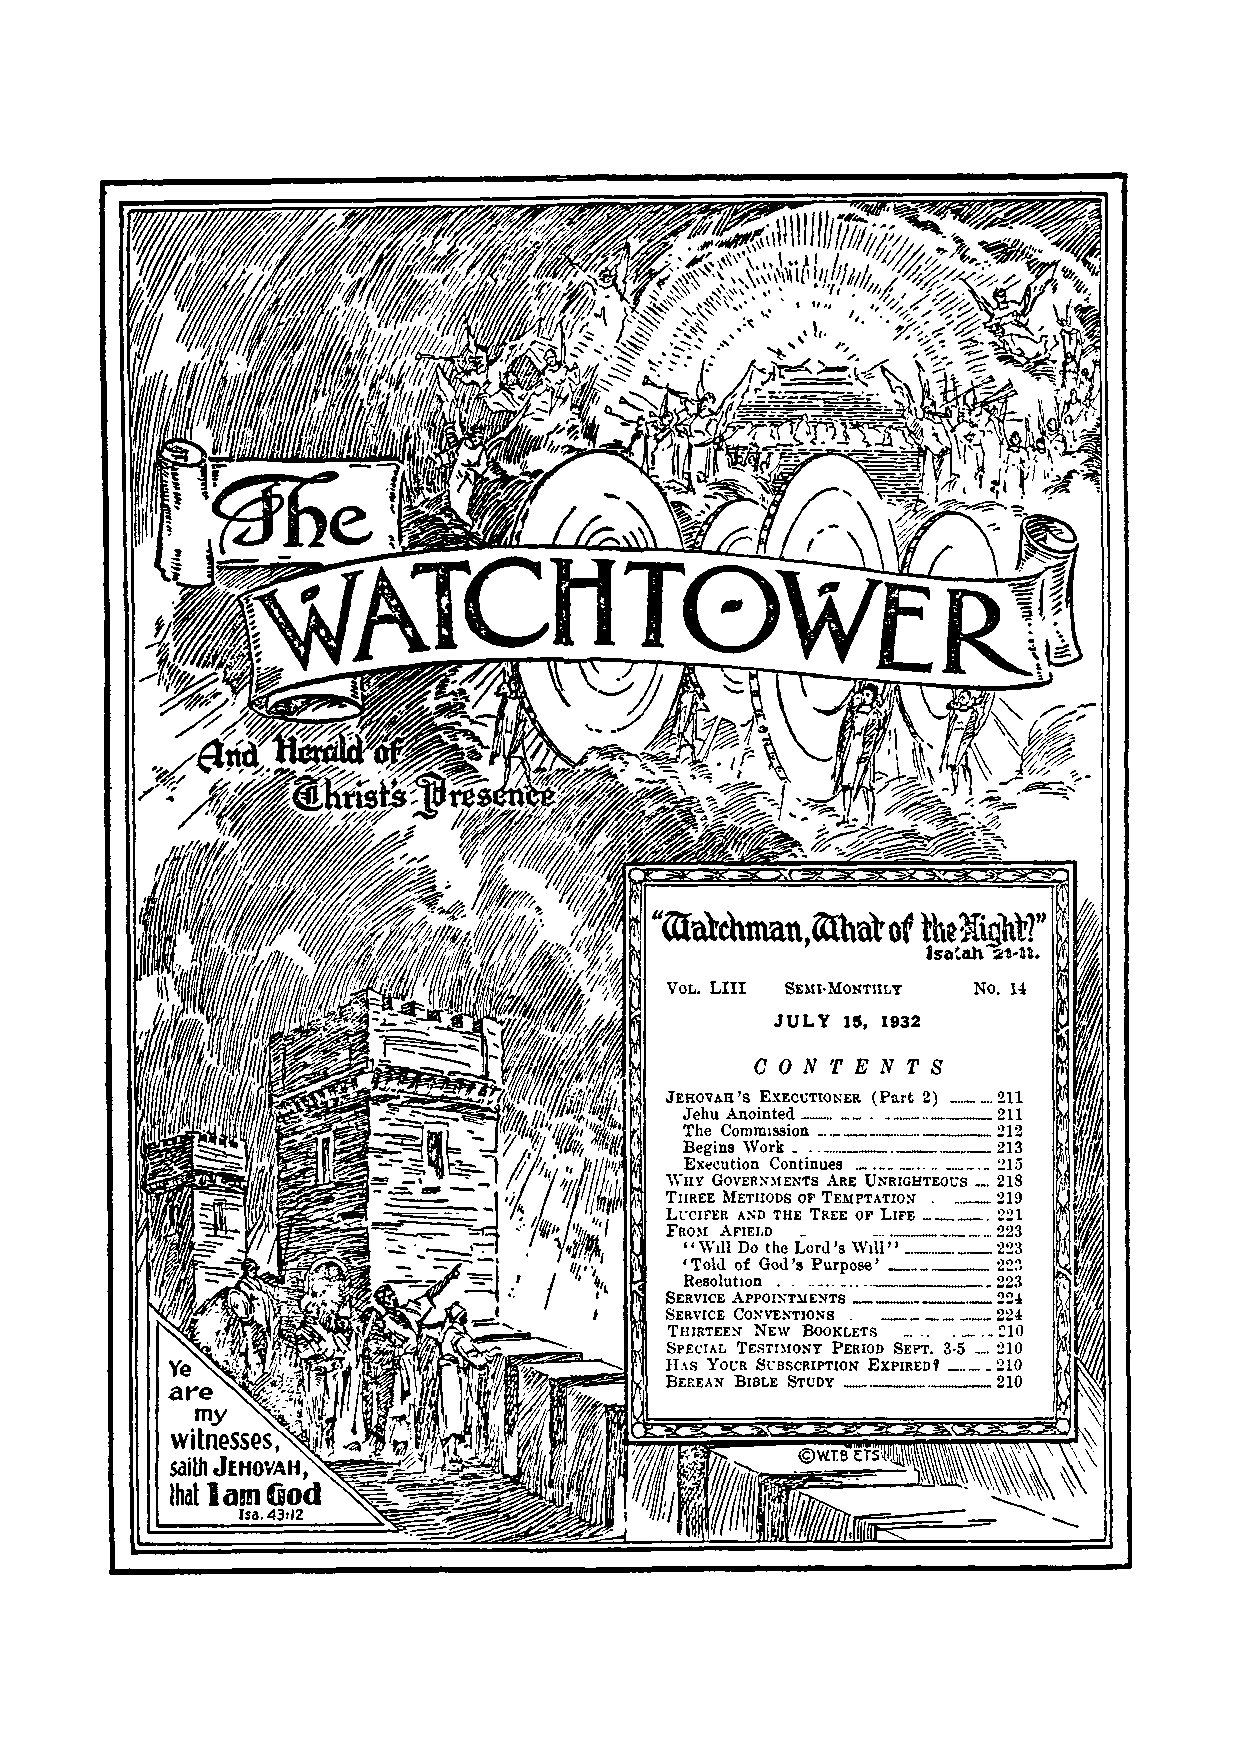 The
WATCHTOWER
And Herald of
Christ's Presence
"Watchman, What of the Night?"
Isaiah 21-11.
VOL. LIII SEMI-MONTHLY No. 14
JULY 15, 1932
CONTENTS
JEHOVAH'S EXECUTIONER (Part 2) 211
Jehu Anointed 211
The Commission 212
Begins Work 213
Execution Continues 215
WHY GOVERNMENTS ARE UNRIGHTEOUS 218
THREE METHODS OF TEMPTATION 219
LUCIFER AND THE TREE OF LIFE 221
FROM AFIELD 223
"Will Do the Lord's Will" 223
'Told of God's Purpose' 223
Resolution 223
SERVICE APPOINTMENTS 224
SERVICE CONVENTIONS 224
THIRTEEN NEW BOOKLETS 210
SPECIAL TESTIMONY PERIOD SEPT. 3-5 210
HAS YOUR SUBSCRIPTION EXPIRED? 210
BEREAN BIBLE STUDY 210
Ye
are
my
witnesses,
saith JEHOVAH,
that I am God
Isa. 43:12
©W.T.B. &T.S.